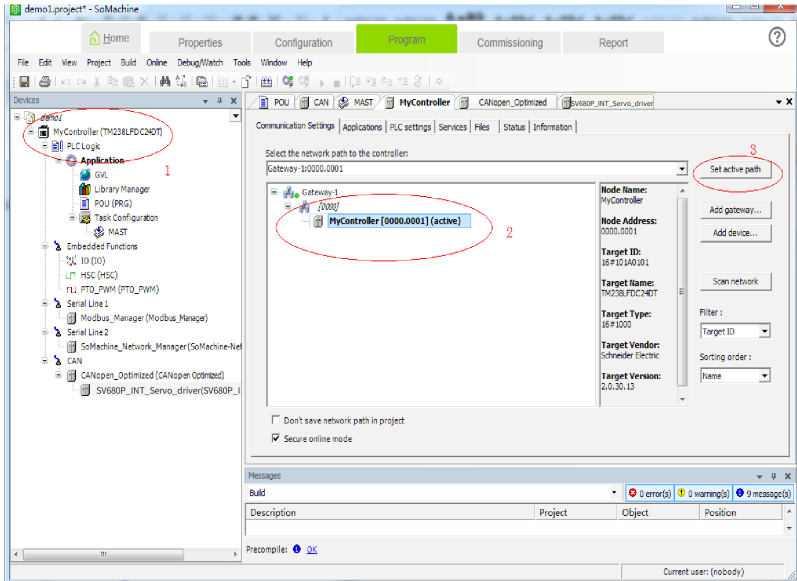 demo1.project* - SoMachine
Home
Properties
Configuration
Program
Commissioning
Report
File Edit View Project Build Online Debug/Watch Tools Window Help
Devices
demo1
MyController (TM238LFDC24DT)
PLC Logic
Application
GVL
Library Manager
POU (PRG)
Task Configuration
MAST
Embedded Functions
IO (IO)
HSC (HSC)
PTO_PWM (PTO_PWM)
Serial Line 1
Modbus_Manager (Modbus_Manager)
Serial Line 2
SoMachine_Network_Manager (SoMachine-Net
CAN
CANopen_Optimized (CANopen Optimized)
SV680P_INT_Servo_driver(SV680P_I
1
POU CAN MAST MyController CANopen_Optimized SV680P_INT_Servo_driver
Communication Settings Applications PLC settings Services Files Status Information
Select the network path to the controller:
Gateway-1:0000.0001
3
Set active path
Gateway-1
[0000]
MyController [0000.0001] (active)
2
Node Name:
MyController
Node Address:
0000.0001
Target ID:
16#101A0101
Target Name:
TM238LFDC24DT
Target Type:
16#1000
Target Vendor:
Schneider Electric
Target Version:
2.0.30.13
Add gateway...
Add device...
Scan network
Filter :
Target ID
Sorting order :
Name
Don't save network path in project
Secure online mode
Messages
Build
0 error(s) 0 warning(s) 9 message(s)
Description Project Object Position
Precompile: OK
Current user: (nobody)